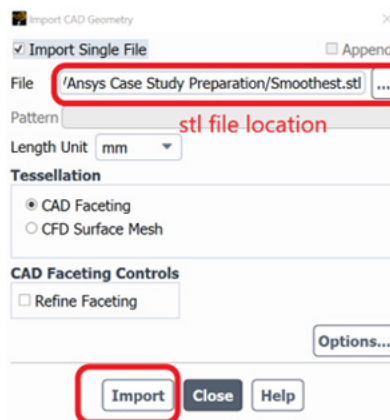 Import CAD Geometry
Import Single File Append
File /Ansys Case Study Preparation/Smoothest.stl ...
Pattern stl file location
Length Unit mm
Tessellation
CAD Faceting
CFD Surface Mesh
CAD Faceting Controls
Refine Faceting
Options...
Import Close Help